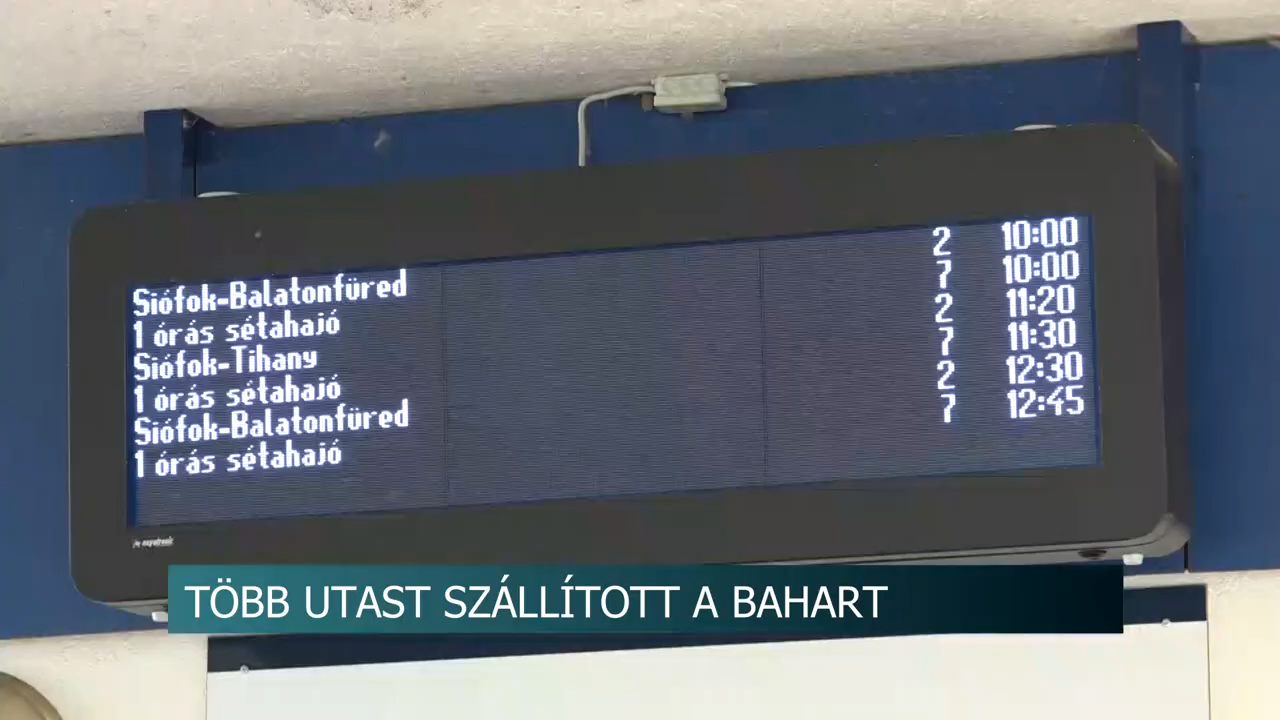 Siófok-Balatonfüred 2 10:00
1 órás sétahajó 7 10:00
Siófok-Tihany 2 11:20
1 órás sétahajó 7 11:30
Siófok-Balatonfüred 2 12:30
1 órás sétahajó 7 12:45
TÖBB UTAST SZÁLLÍTOTT A BAHART